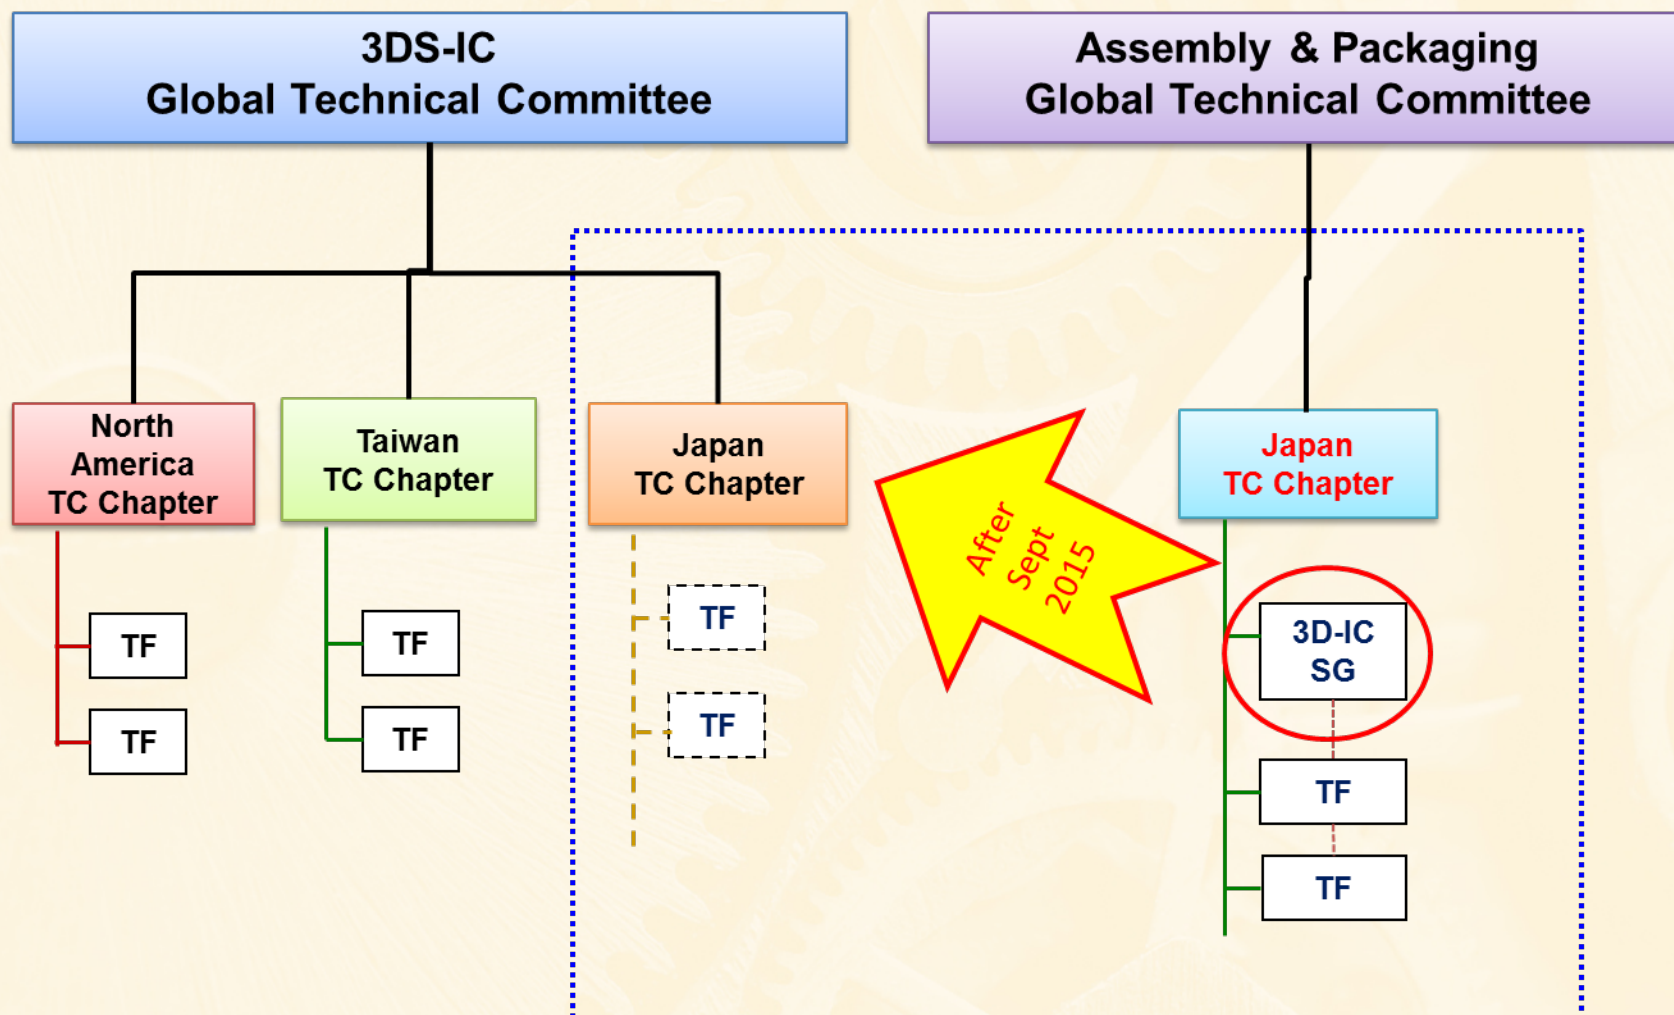 3DS-IC
Global Technical Committee
Assembly & Packaging
Global Technical Committee
North
America
TC Chapter
Taiwan
TC Chapter
Japan
TC Chapter
Japan
TC Chapter
After
Sept
2015
TF
TF
TF
TF
TF
TF
3D-IC
SG
TF
TF